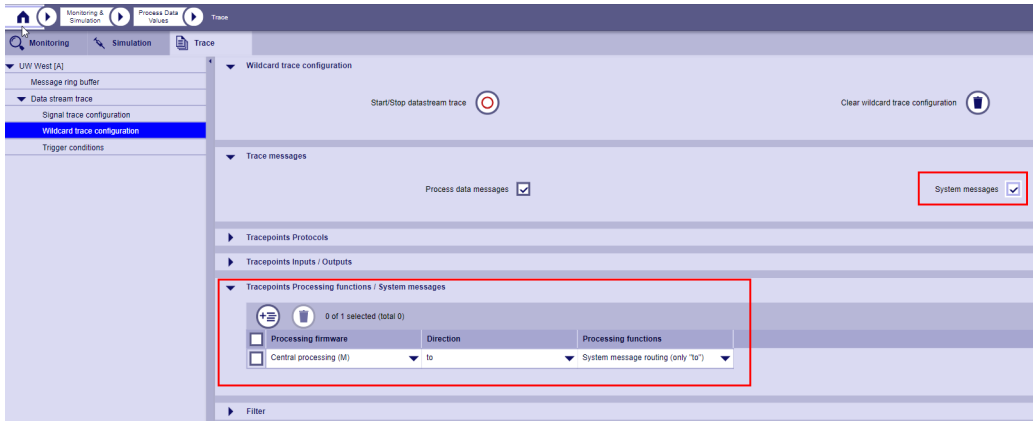 Monitoring & Simulation
Process Data Values
Trace
Monitoring
Simulation
Trace
UW West [A]
Message ring buffer
Data stream trace
Signal trace configuration
Wildcard trace configuration
Trigger conditions
Wildcard trace configuration
Start/Stop datastream trace
Clear wildcard trace configuration
Trace messages
Process data messages
System messages
Tracepoints Protocols
Tracepoints Inputs / Outputs
Tracepoints Processing functions / System messages
0 of 1 selected (total 0)
Processing firmware Direction Processing functions
Central processing (M) to System message routing (only "to")
Filter